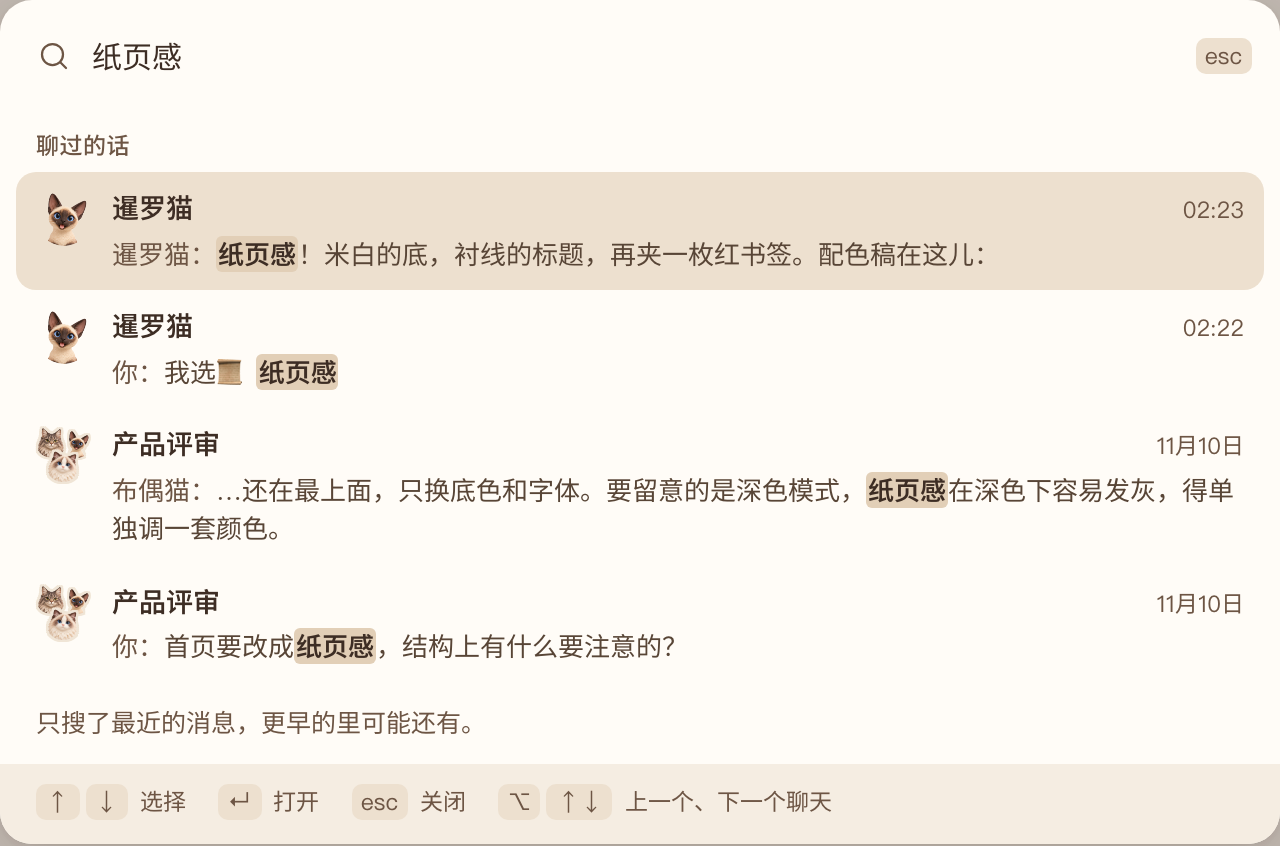 纸页感
esc
聊过的话
暹罗猫
02:23
暹罗猫：纸页感！米白的底，衬线的标题，再夹一枚红书签。配色稿在这儿：
暹罗猫
02:22
你：我选📜 纸页感
产品评审
11月10日
布偶猫：…还在最上面，只换底色和字体。要留意的是深色模式，纸页感在深色下容易发灰，得单
独调一套颜色。
产品评审
11月10日
你：首页要改成纸页感，结构上有什么要注意的？
只搜了最近的消息，更早的里可能还有。
↑ ↓ 选择 ↵ 打开 esc 关闭 ⌥ ↑↓ 上一个、下一个聊天